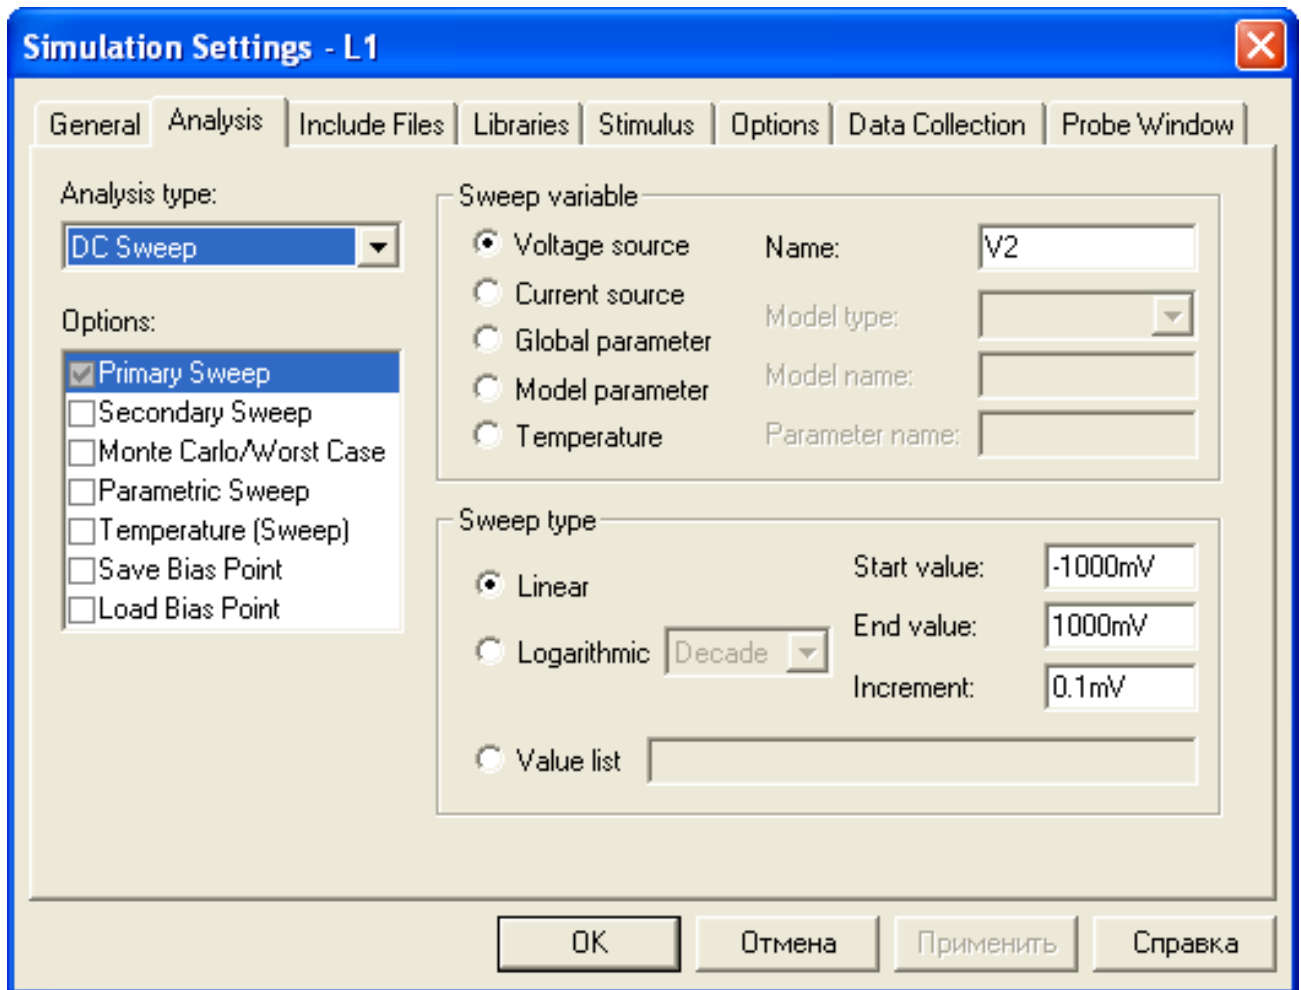 Simulation Settings - L1
General Analysis Include Files Libraries Stimulus Options Data Collection Probe Window
Analysis type:
DC Sweep
Options:
Primary Sweep
Secondary Sweep
Monte Carlo/Worst Case
Parametric Sweep
Temperature (Sweep)
Save Bias Point
Load Bias Point
Sweep variable
Voltage source
Current source
Global parameter
Model parameter
Temperature
Name: V2
Model type:
Model name:
Parameter name:
Sweep type
Linear
Logarithmic Decade
Value list
Start value: -1000mV
End value: 1000mV
Increment: 0.1mV
OK Отмена Применить Справка